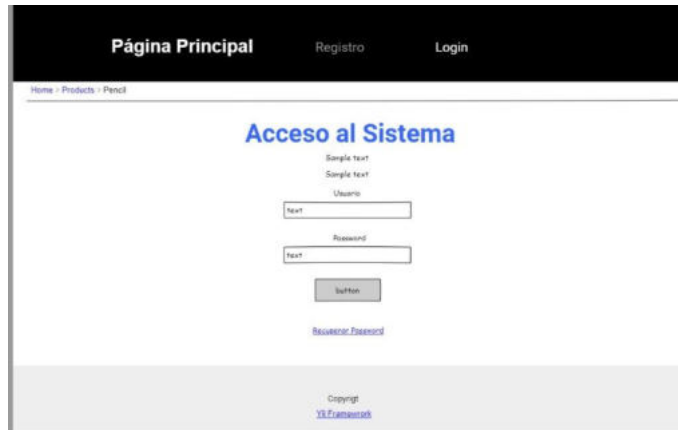 Página Principal Registro Login
Home > Products > Pencil
Acceso al Sistema
Sample text
Sample text
Usuario
text
Password
text
button
Recuperar Password
Copyrigt
Yii Framework